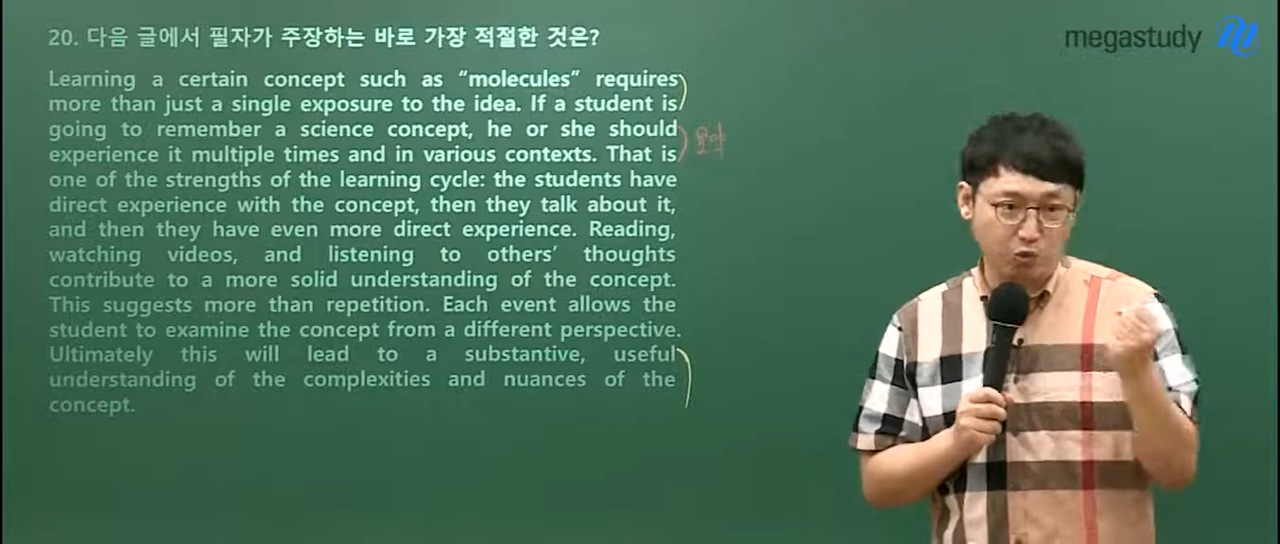 20. 다음 글에서 필자가 주장하는 바로 가장 적절한 것은?
megastudy
Learning a certain concept such as “molecules” requires
more than just a single exposure to the idea. If a student is
going to remember a science concept, he or she should
experience it multiple times and in various contexts. That is
one of the strengths of the learning cycle: the students have
direct experience with the concept, then they talk about it,
and then they have even more direct experience. Reading,
watching videos, and listening to others’ thoughts
contribute to a more solid understanding of the concept.
This suggests more than repetition. Each event allows the
student to examine the concept from a different perspective.
Ultimately this will lead to a substantive, useful
understanding of the complexities and nuances of the
concept.